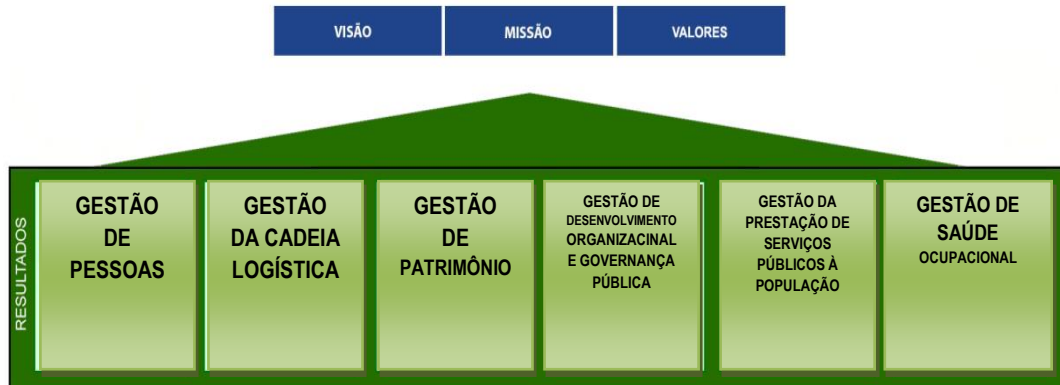 VISÃO
MISSÃO
VALORES
RESULTADOS
GESTÃO
DE
PESSOAS
GESTÃO
DA CADEIA
LOGÍSTICA
GESTÃO
DE
PATRIMÔNIO
GESTÃO DE
DESENVOLVIMENTO
ORGANIZACINAL
E GOVERNANÇA
PÚBLICA
GESTÃO DA
PRESTAÇÃO DE
SERVIÇOS
PÚBLICOS À
POPULAÇÃO
GESTÃO DE
SAÚDE
OCUPACIONAL